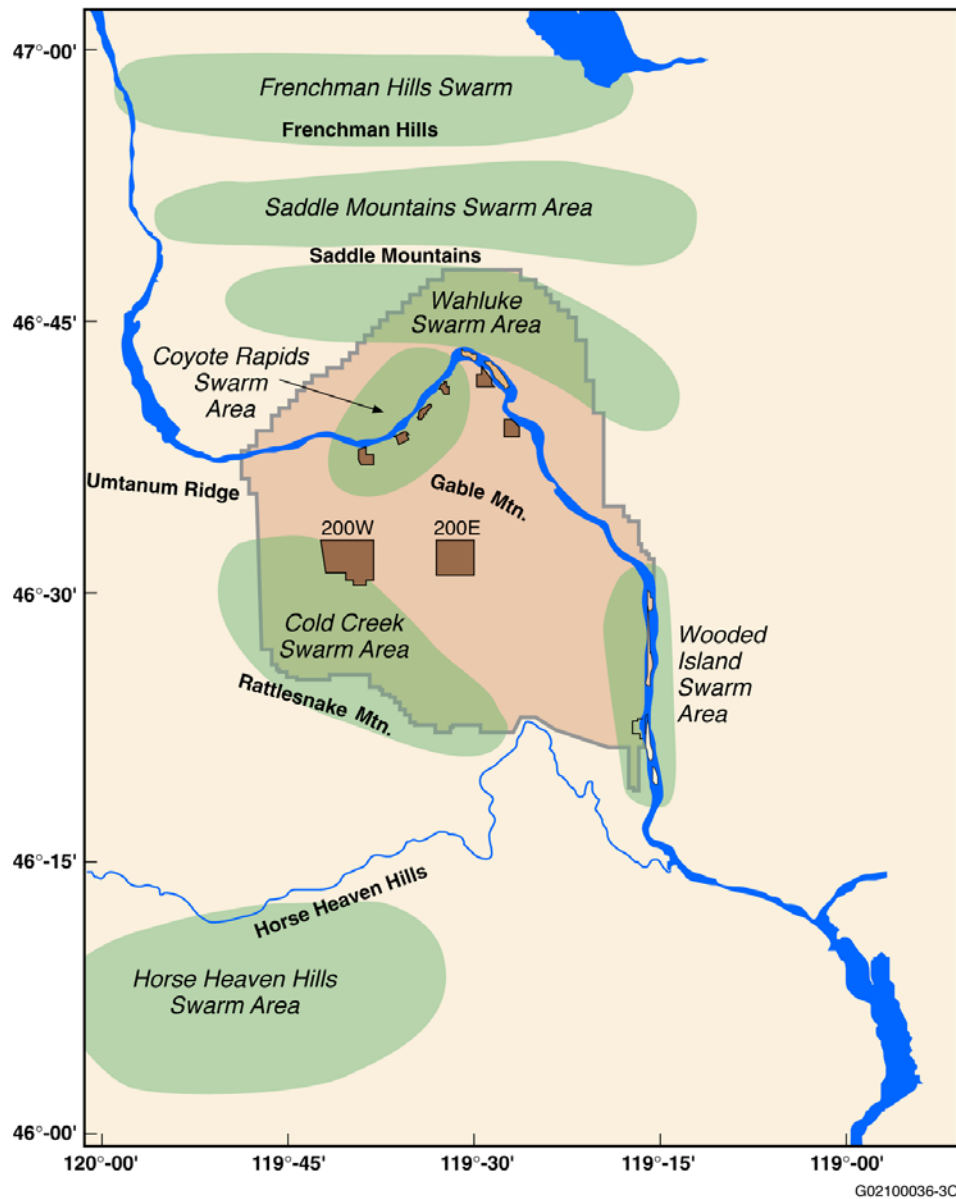 47°-00'
Frenchman Hills Swarm
Frenchman Hills
Saddle Mountains Swarm Area
Saddle Mountains
46°-45'
Wahluke
Swarm Area
Coyote Rapids
Swarm
Area
Umtanum Ridge
Gable Mtn.
200W
200E
46°-30'
Cold Creek
Swarm Area
Wooded
Island
Swarm
Area
Rattlesnake Mtn.
46°-15'
Horse Heaven Hills
Horse Heaven Hills
Swarm Area
46°-00'
120°-00'
119°-45'
119°-30'
119°-15'
119°-00'
G02100036-3C